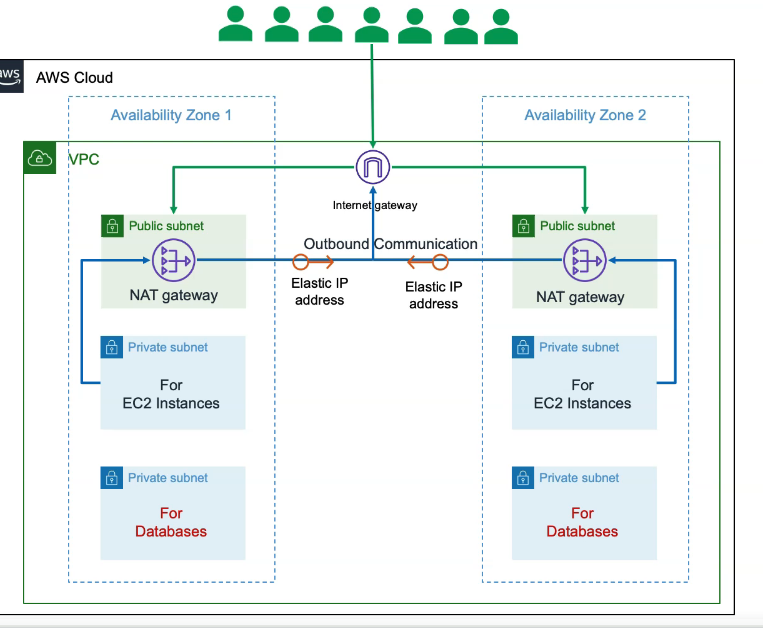 aws
AWS Cloud
Availability Zone 1
Availability Zone 2
VPC
Internet gateway
Public subnet
Public subnet
Outbound Communication
NAT gateway
Elastic IP
address
Elastic IP
address
NAT gateway
Private subnet
Private subnet
For
EC2 Instances
For
EC2 Instances
Private subnet
Private subnet
For
Databases
For
Databases